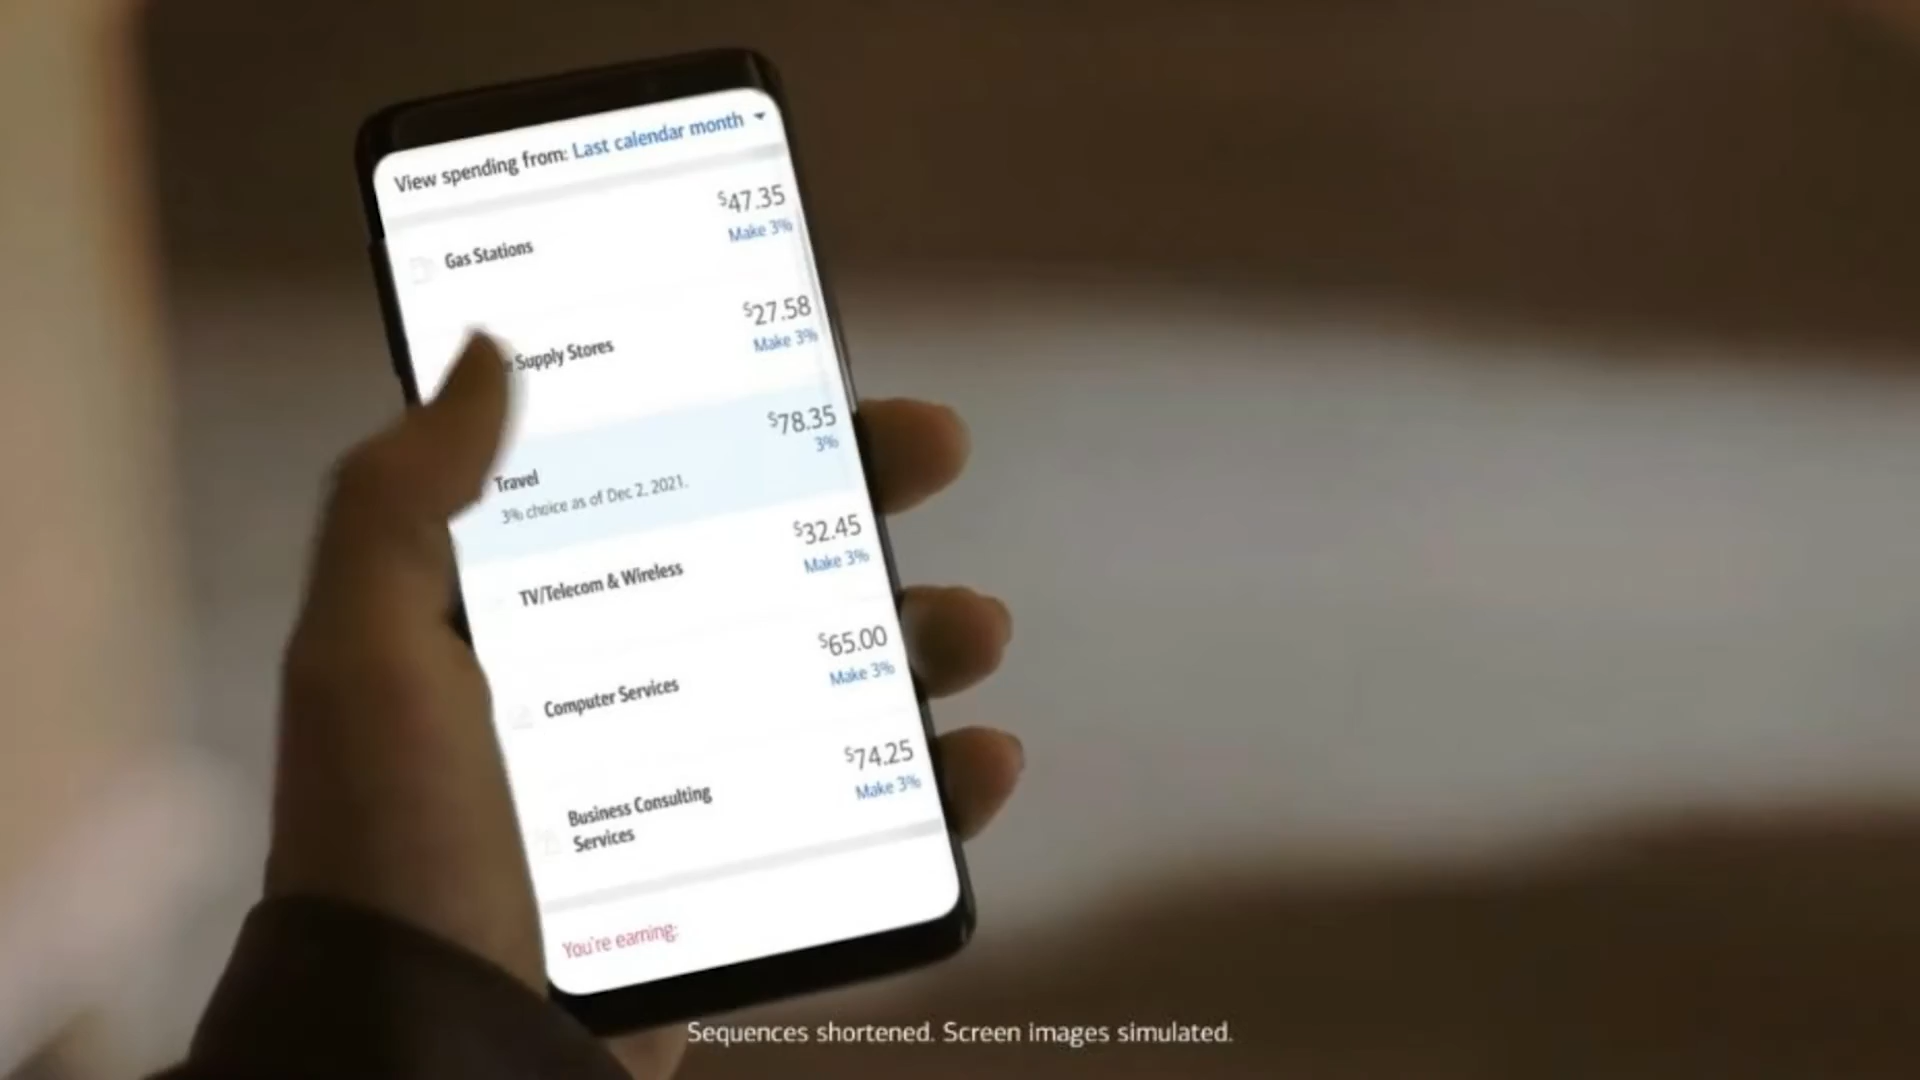 View spending from: Last calendar month
$47.35
Gas Stations
Make 3%
$27.58
Supply Stores
Make 3%
$78.35
3%
Travel
3% choice as of Dec 2, 2021.
$32.45
TV/Telecom & Wireless
Make 3%
$65.00
Computer Services
Make 3%
$74.25
Make 3%
Business Consulting
Services
You're earning:
Sequences shortened. Screen images simulated.